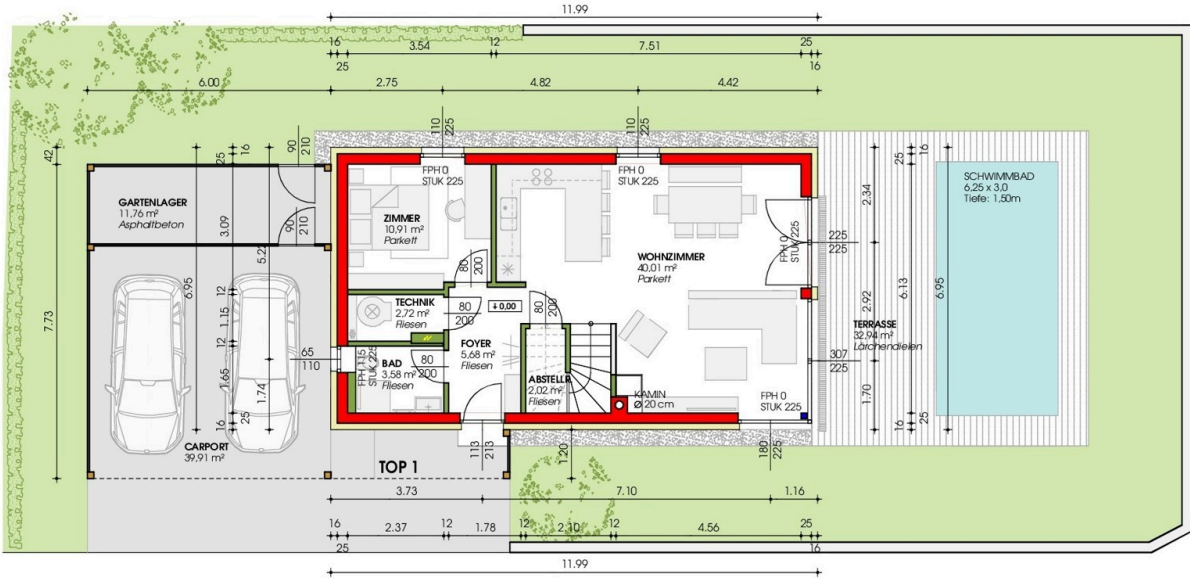 11.99
16
3.54
12
7.51
25
25
16
6.00
2.75
4.82
4.42
42
25
16
90
210
110
225
110
225
25
16
FPH 0
STUK 225
FPH 0
STUK 225
SCHWIMMBAD
6,25 x 3,0
Tiefe: 1,50m
GARTENLAGER
11,76 m²
Asphaltbeton
ZIMMER
10,91 m²
Parkett
2.34
3.09
90
210
5.22
225
225
FPH 0
STUK 225
WOHNZIMMER
40,01 m²
Parkett
80
200
6.95
7.73
12
1.15
12
1.65
1.74
TECHNIK
2,72 m²
Fliesen
80
200
±0,00
80
200
2.92
6.13
6.95
TERRASSE
32,94 m²
Lärchendielen
FOYER
5,68 m²
Fliesen
65
110
FPH 115
STUK 225
BAD
3,58 m²
Fliesen
80
200
307
225
ABSTELLR.
2,02 m²
Fliesen
KAMIN
Ø 20 cm
FPH 0
STUK 225
1.70
25
16
25
16
CARPORT
39,91 m²
TOP 1
113
213
1.20
180
225
3.73
7.10
1.16
16
2.37
12
1.78
12
2.10
12
4.56
25
25
16
11.99